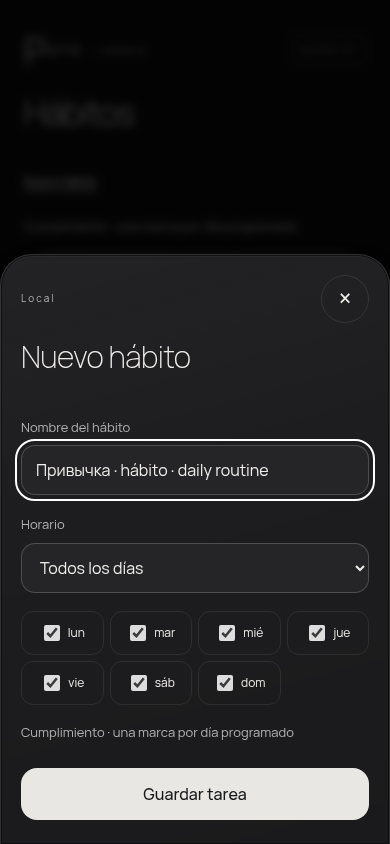 Hábitos
Local
×
Nuevo hábito
Nombre del hábito
Привычка · hábito · daily routine
Horario
Todos los días
lun mar mié jue
vie sáb dom
Cumplimiento · una marca por día programado
Guardar tarea